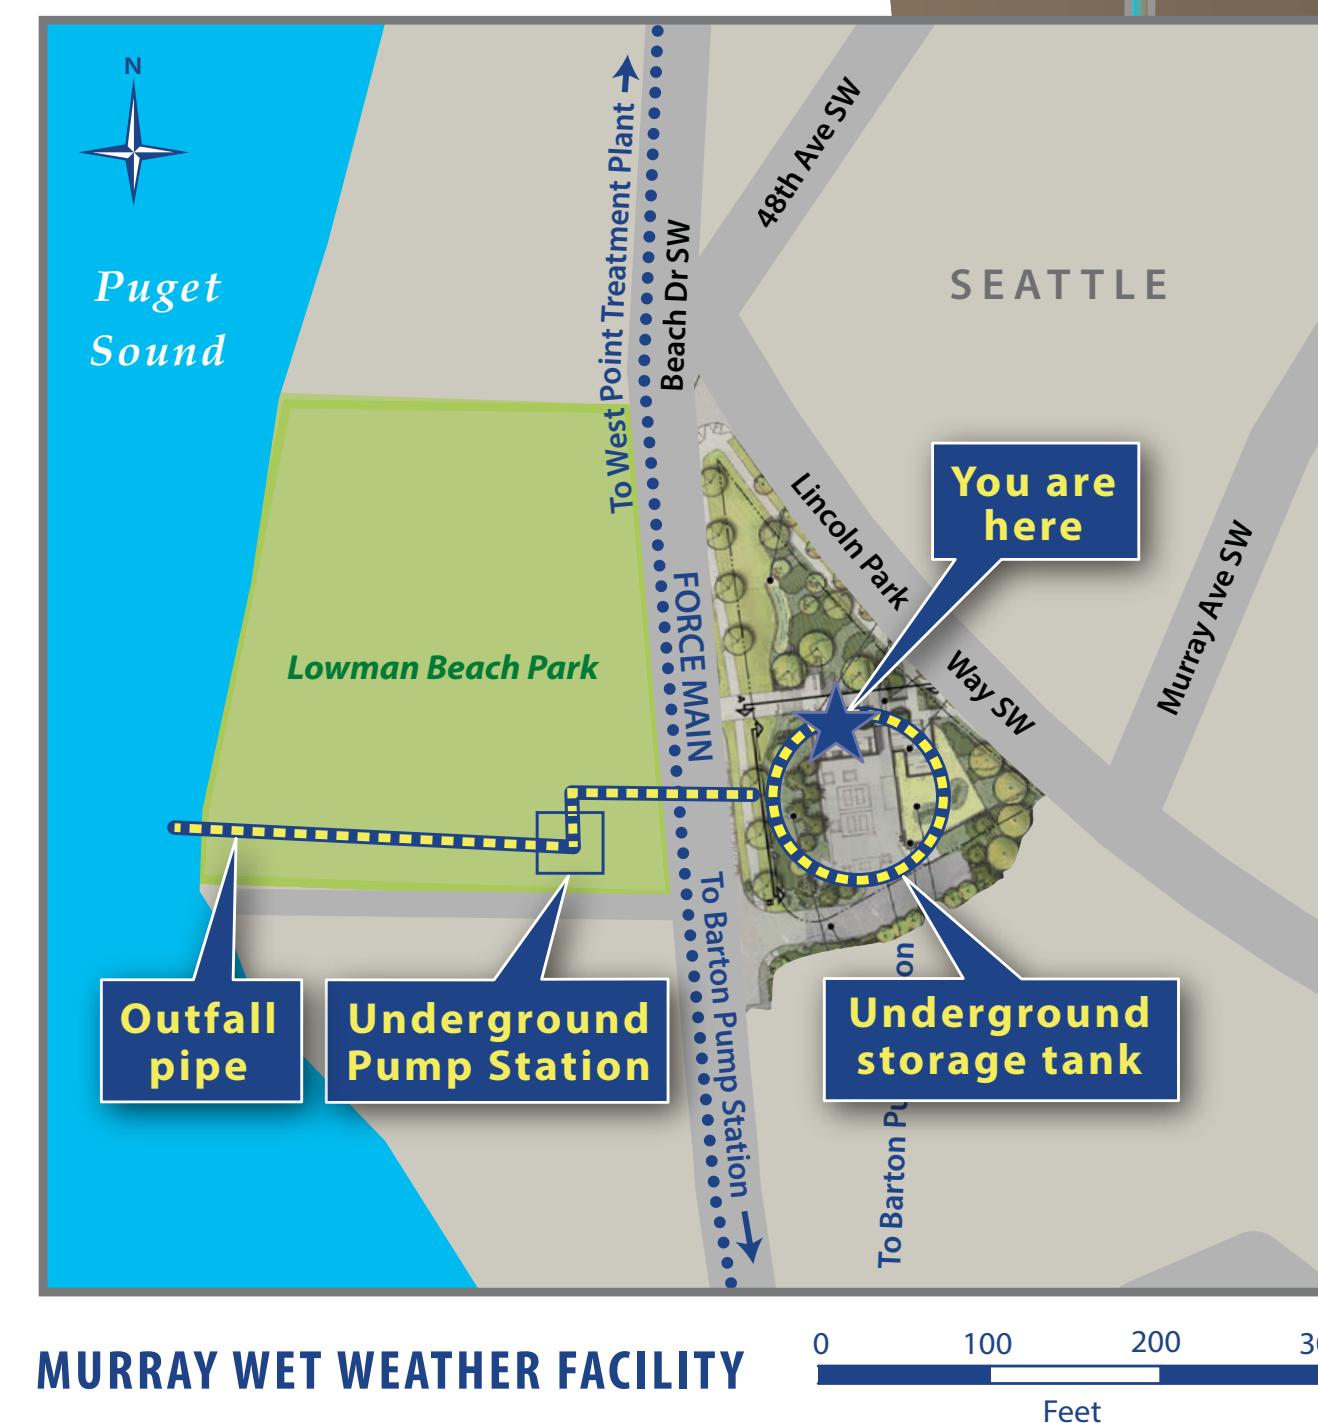 N
Puget
Sound
To West Point Treatment Plant
Beach Dr SW
48th Ave SW
SEATTLE
You are
here
Lincoln Park
Way SW
Murray Ave SW
FORCE MAIN
Lowman Beach Park
Outfall
pipe
Underground
Pump Station
To Barton Pump Station
Underground
storage tank
To Barton Pu
on
MURRAY WET WEATHER FACILITY
0 100 200
Feet